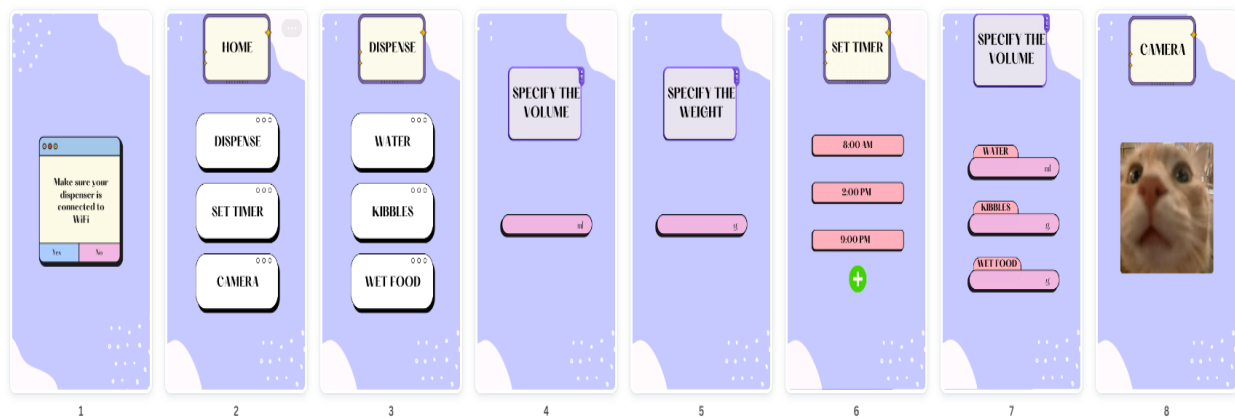 Make sure your
dispenser is
connected to
WiFi
Yes
No
1
HOME
DISPENSE
SET TIMER
CAMERA
2
DISPENSE
WATER
KIBBLES
WET FOOD
3
SPECIFY THE
VOLUME
ml
4
SPECIFY THE
WEIGHT
g
5
SET TIMER
8:00 AM
2:00 PM
9:00 PM
6
SPECIFY THE
VOLUME
WATER
ml
KIBBLES
g
WET FOOD
g
7
CAMERA
8